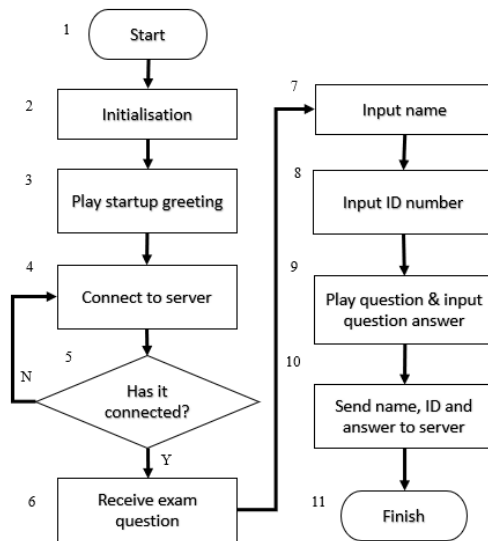 1
Start
2
Initialisation
3
Play startup greeting
4
Connect to server
5
N
Has it
connected?
Y
6
Receive exam
question
7
Input name
8
Input ID number
9
Play question & input
question answer
10
Send name, ID and
answer to server
11
Finish